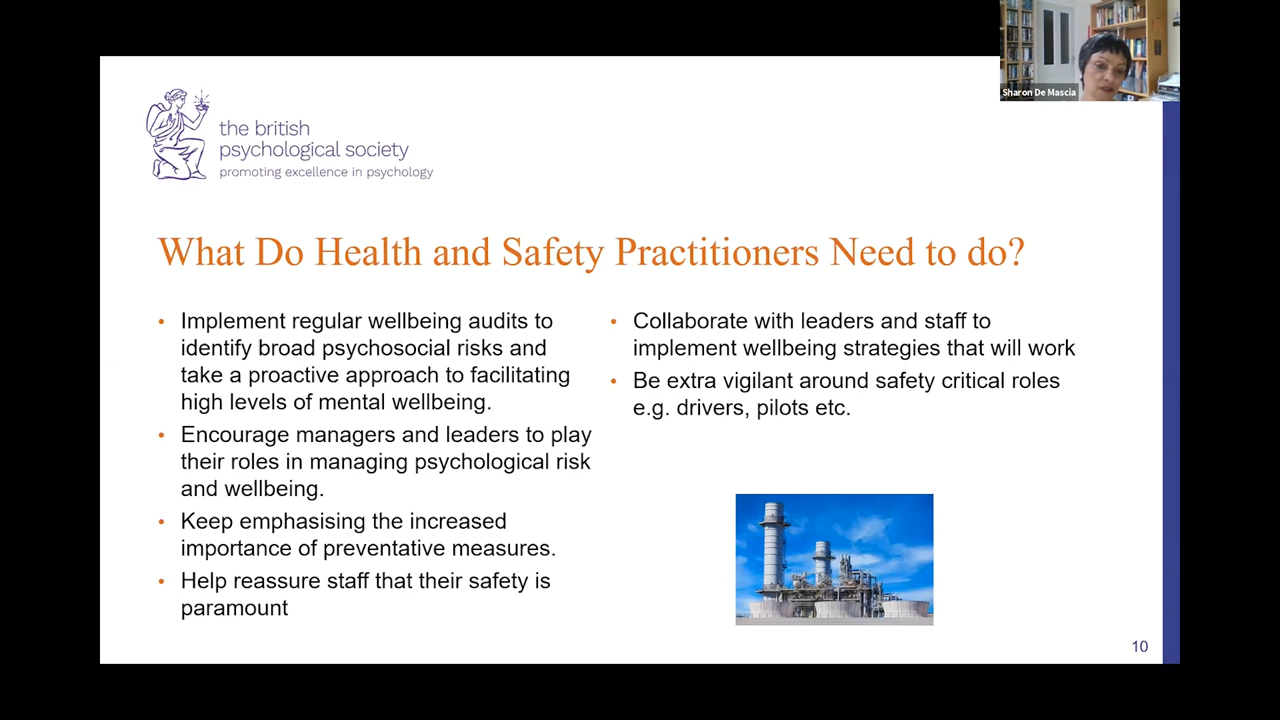 Sharon De Mascia
the british
psychological society
promoting excellence in psychology
What Do Health and Safety Practitioners Need to do?
• Implement regular wellbeing audits to
identify broad psychosocial risks and
take a proactive approach to facilitating
high levels of mental wellbeing.
• Encourage managers and leaders to play
their roles in managing psychological risk
and wellbeing.
• Keep emphasising the increased
importance of preventative measures.
• Help reassure staff that their safety is
paramount
• Collaborate with leaders and staff to
implement wellbeing strategies that will work
• Be extra vigilant around safety critical roles
e.g. drivers, pilots etc.
10